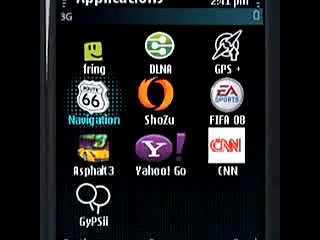 Applications 2:41 pm
3G
fring DLNA GPS +
ROUTE
66
EA
SPORTS
Navigation ShoZu FIFA 08
Y! CNN
Asphalt3 Yahoo! Go CNN
GyPSii